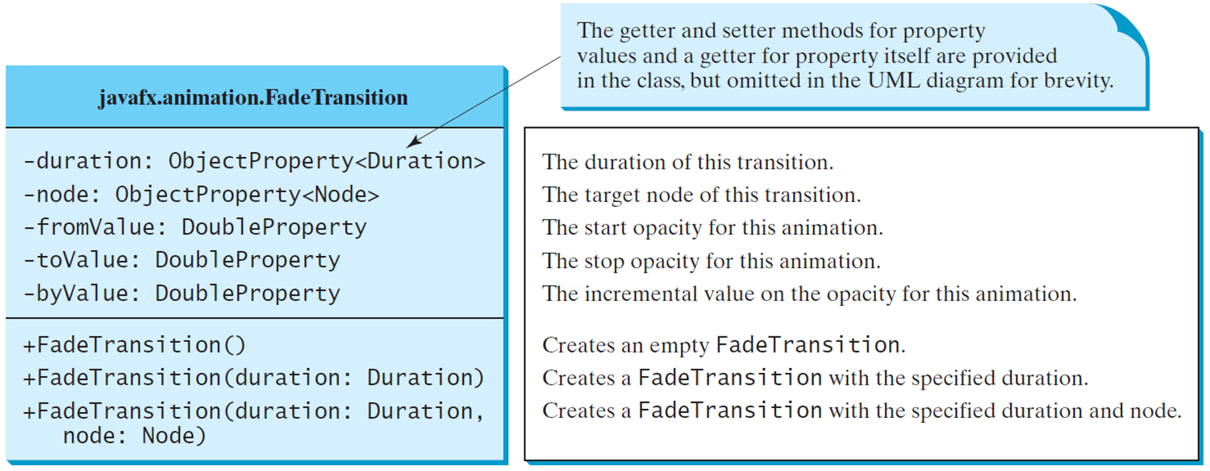 The getter and setter methods for property
values and a getter for property itself are provided
in the class, but omitted in the UML diagram for brevity.
javafx.animation.FadeTransition
-duration: ObjectProperty<Duration>
-node: ObjectProperty<Node>
-fromValue: DoubleProperty
-toValue: DoubleProperty
-byValue: DoubleProperty
The duration of this transition.
The target node of this transition.
The start opacity for this animation.
The stop opacity for this animation.
The incremental value on the opacity for this animation.
+FadeTransition()
+FadeTransition(duration: Duration)
+FadeTransition(duration: Duration,
node: Node)
Creates an empty FadeTransition.
Creates a FadeTransition with the specified duration.
Creates a FadeTransition with the specified duration and node.